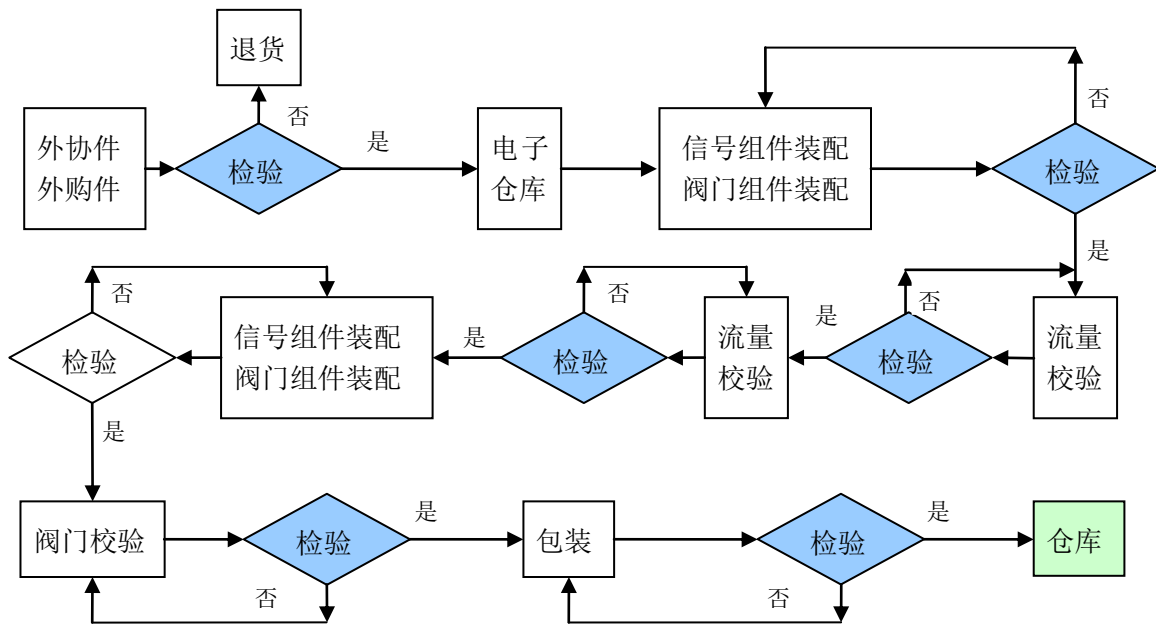 退货
否
外协件
外购件
检验
是
电子
仓库
信号组件装配
阀门组件装配
否
检验
是
否
检验
信号组件装配
阀门组件装配
是
否
检验
流量
校验
是
否
检验
流量
校验
是
阀门校验
检验
是
否
包装
检验
是
否
仓库